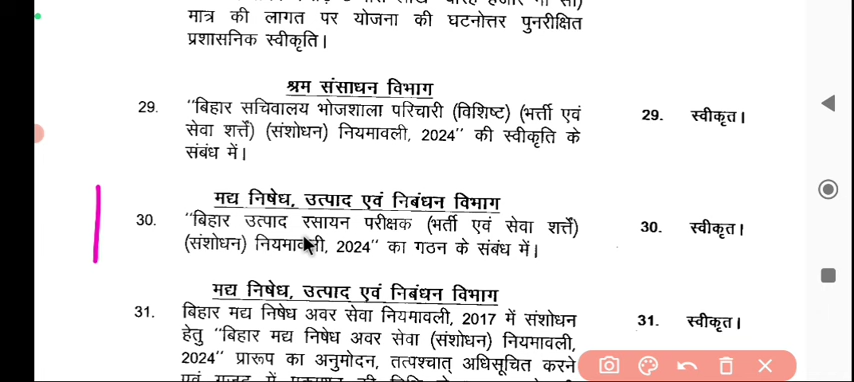 मात्र की लागत पर योजना की घटनोत्तर पुनरीक्षित
प्रशासनिक स्वीकृति।
श्रम संसाधन विभाग
29. "बिहार सचिवालय भोजशाला परिचारी (विशिष्ट) (भर्त्ती एवं सेवा शर्त्ते) (संशोधन) नियमावली, 2024" की स्वीकृति के संबंध में। 29. स्वीकृत।
मद्य निषेध, उत्पाद एवं निबंधन विभाग
30. "बिहार उत्पाद रसायन परीक्षक (भर्ती एवं सेवा शर्त्ते) (संशोधन) नियमावली, 2024" का गठन के संबंध में। 30. स्वीकृत।
मद्य निषेध, उत्पाद एवं निबंधन विभाग
31. बिहार मद्य निषेध अवर सेवा नियमावली, 2017 में संशोधन 31. स्वीकृत।
हेतु "बिहार मद्य निषेध अवर सेवा (संशोधन) नियमावली,
2024" प्रारूप का अनुमोदन, तत्पश्चात् अधिसूचित करने